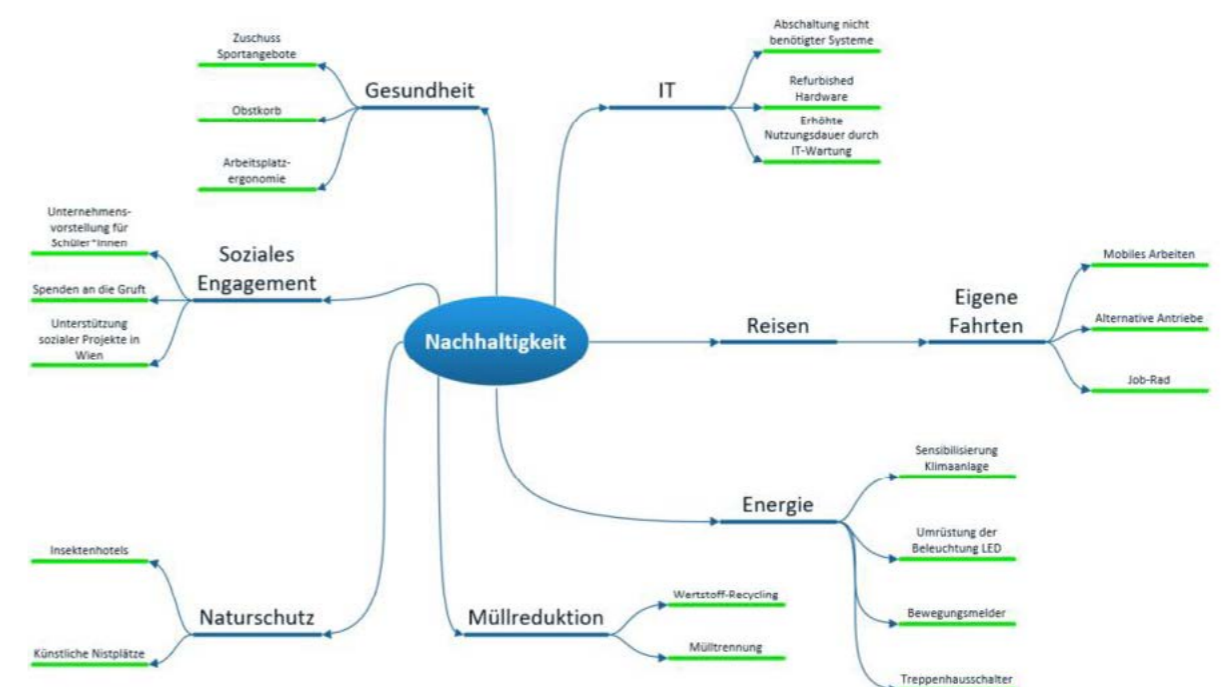 Zuschuss
Sportangebote
Gesundheit
Obstkorb
Arbeitsplatz-
ergonomie
Abschaltung nicht
benötigter Systeme
IT
Refurbished
Hardware
Erhöhte
Nutzungsdauer durch
IT-Wartung
Unternehmens-
vorstellung für
Schüler*innen
Soziales
Engagement
Spenden an die Gruft
Unterstützung
sozialer Projekte in
Wien
Nachhaltigkeit
Reisen
Eigene
Fahrten
Mobiles Arbeiten
Alternative Antriebe
Job-Rad
Energie
Sensibilisierung
Klimaanlage
Umrüstung der
Beleuchtung LED
Bewegungsmelder
Treppenhausschalter
Insektenhotels
Naturschutz
Künstliche Nistplätze
Müllreduktion
Wertstoff-Recycling
Mülltrennung